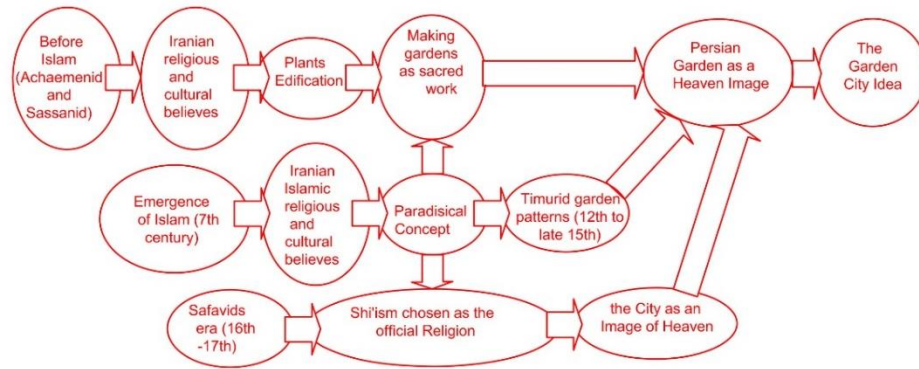 Before
Islam
(Achaemenid
and
Sassanid)
Iranian
religious
and
cultural
believes
Plants
Edification
Making
gardens
as sacred
work
Persian
Garden as a
Heaven Image
The
Garden
City Idea
Emergence
of Islam (7th
century)
Iranian
Islamic
religious
and
cultural
believes
Paradisical
Concept
Timurid garden
patterns (12th to
late 15th)
Safavids
era (16th
-17th)
Shi'ism chosen as the
official Religion
the City as an
Image of Heaven